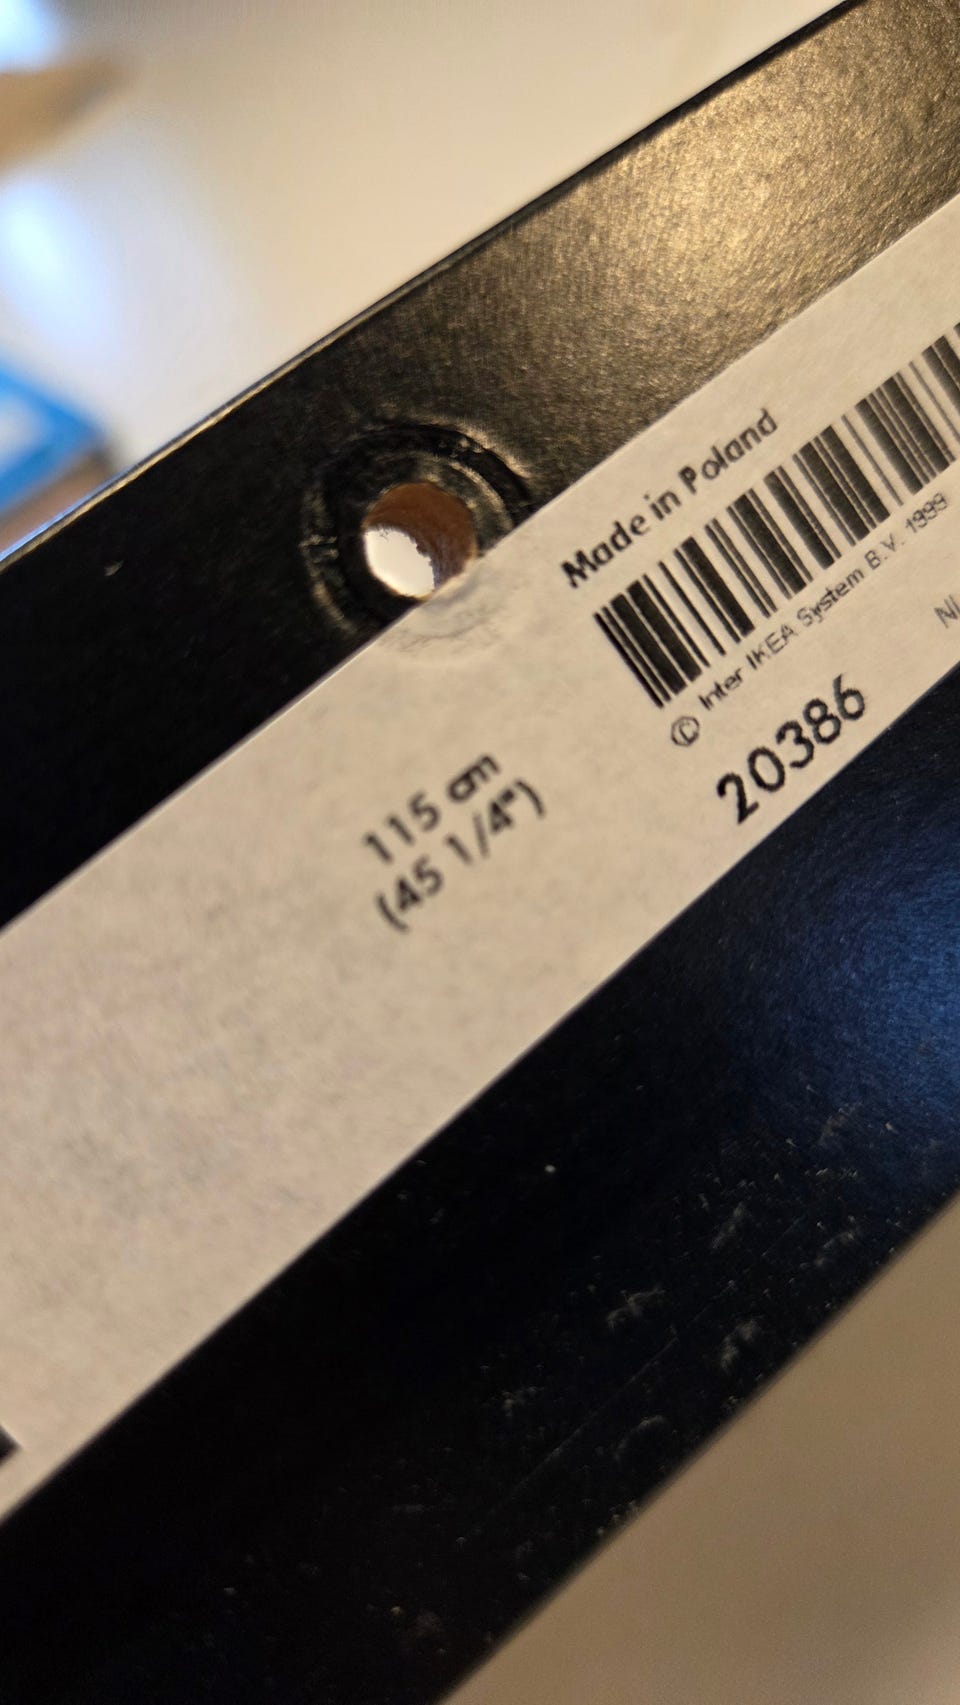 Made in Poland
© Inter IKEA System B.V. 1999
20386
115 cm
(45 1/4")